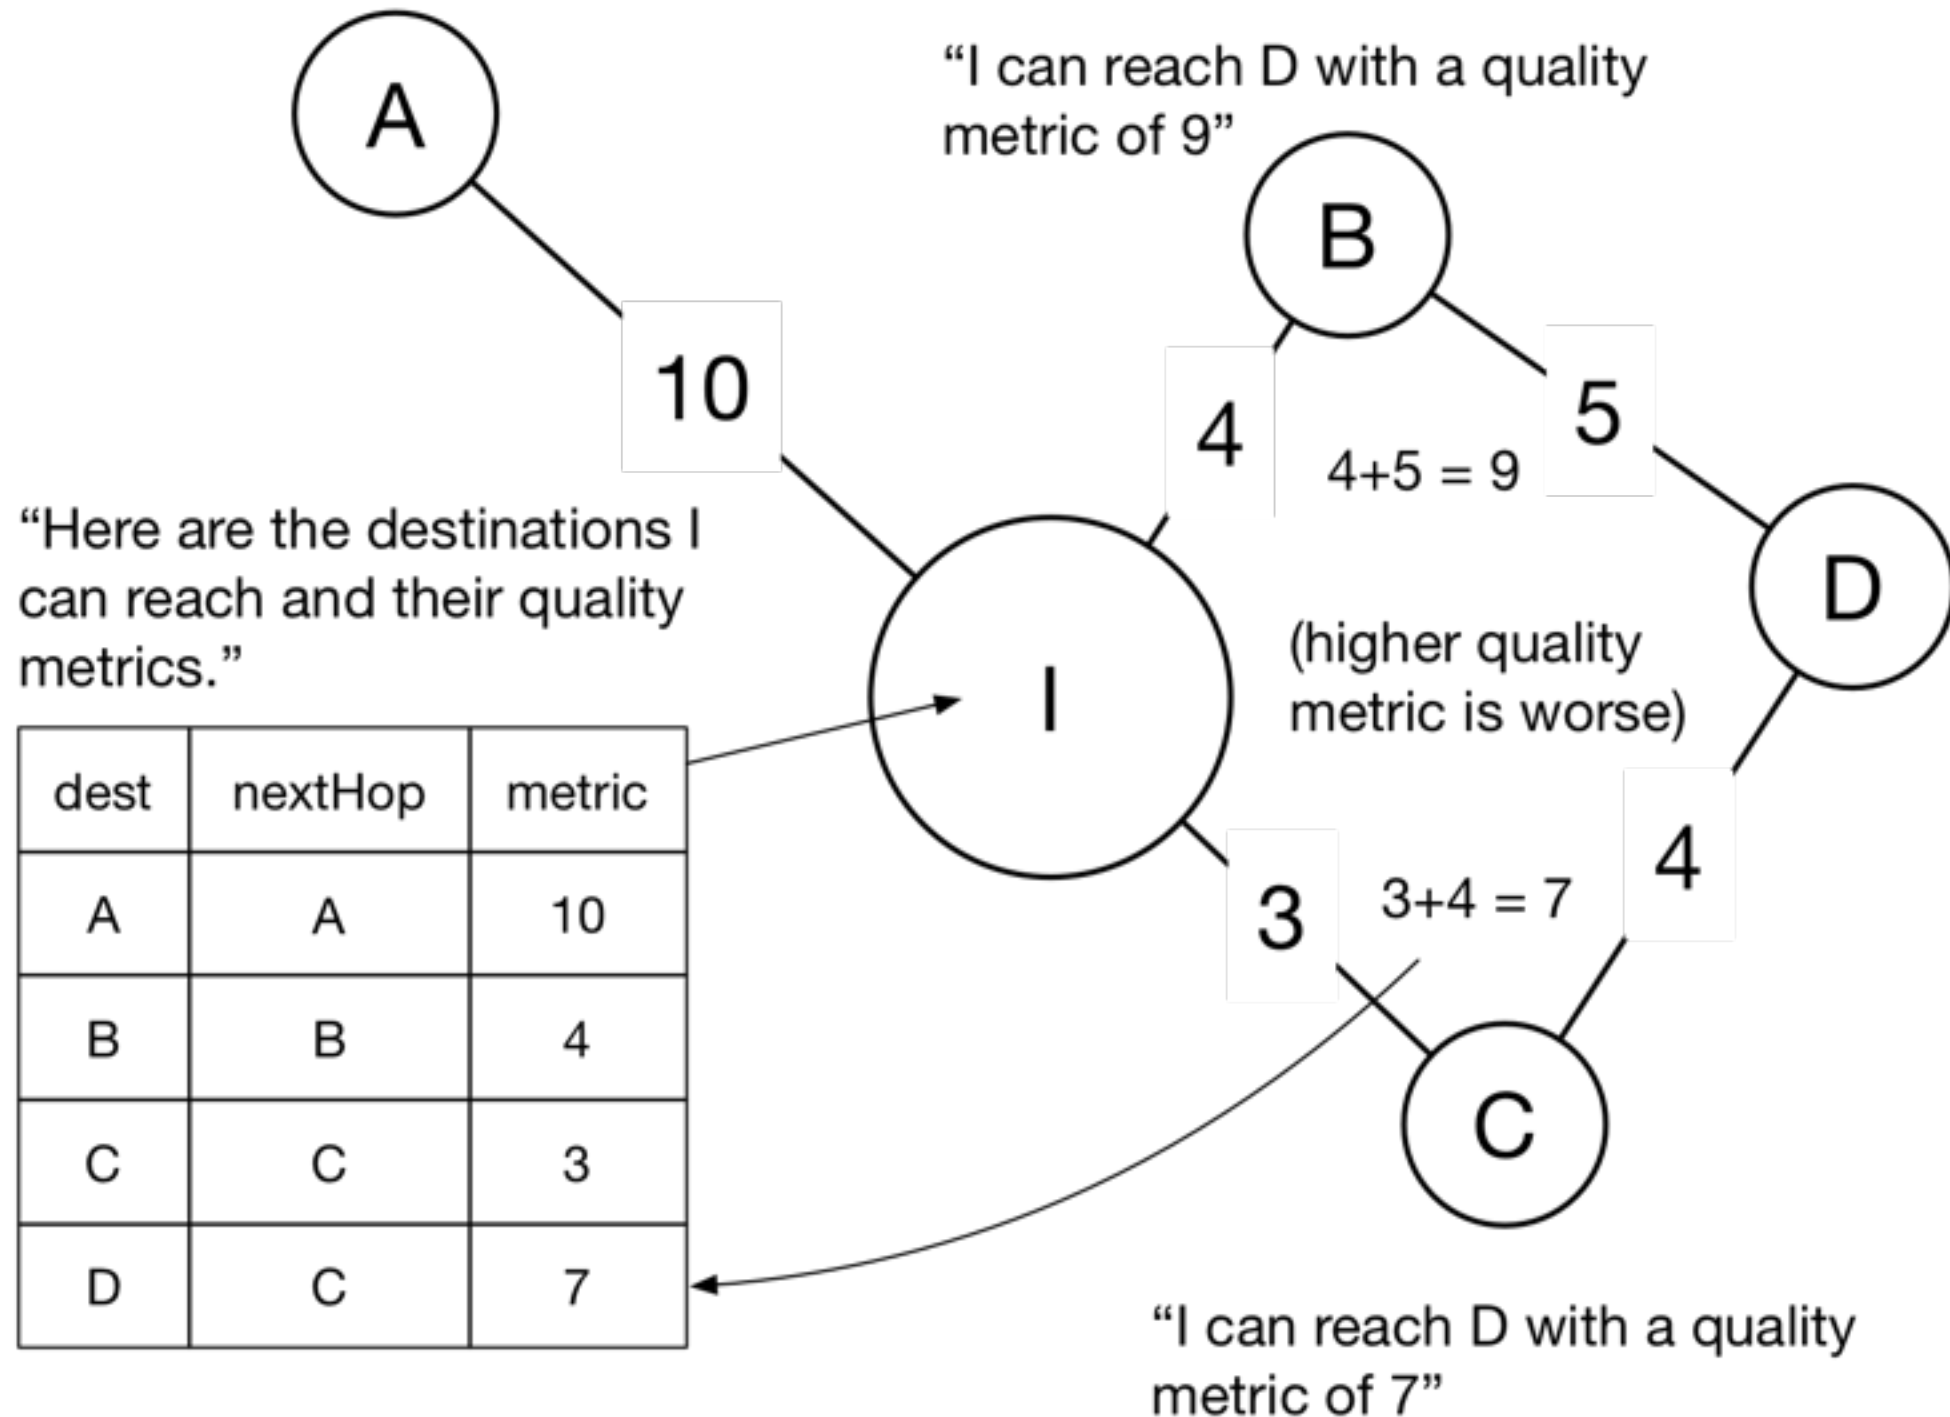 A
“I can reach D with a quality
metric of 9”
B
10
4
5
4+5 = 9
“Here are the destinations I
can reach and their quality
metrics.”
D
I
(higher quality
metric is worse)
dest nextHop metric
A A 10
B B 4
C C 3
D C 7
4
3
3+4 = 7
C
“I can reach D with a quality
metric of 7”